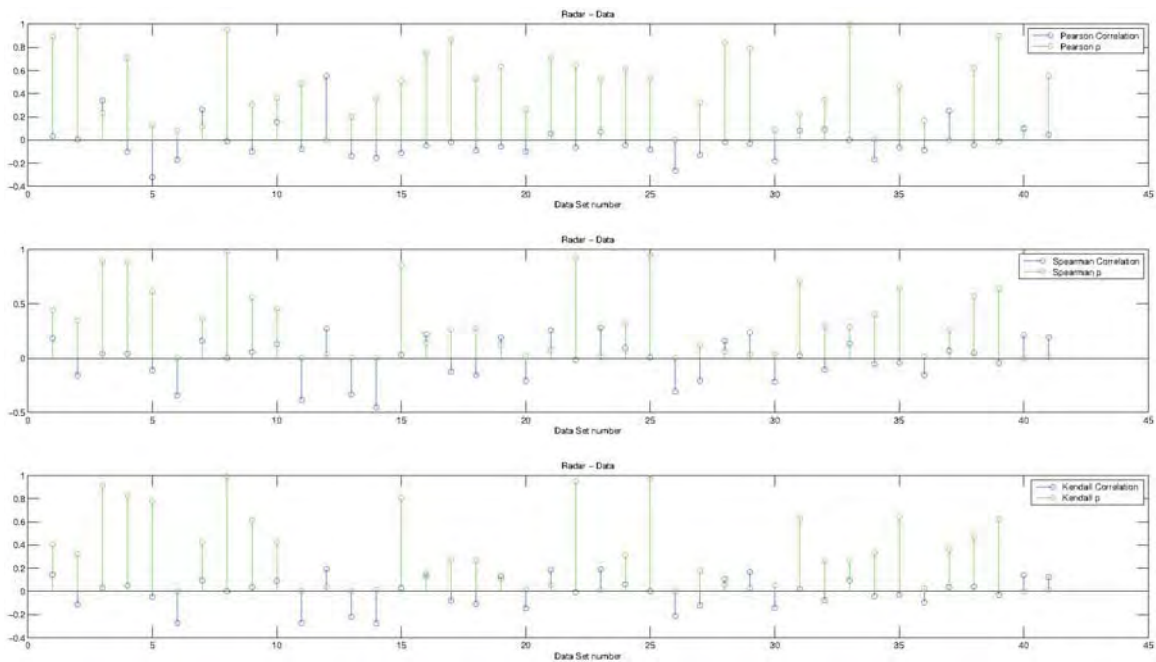 Radar – Data
Pearson Correlation
Pearson p
1
0.8
0.6
0.4
0.2
0
−0.2
−0.4
0 5 10 15 20 25 30 35 40 45
Data Set number
Radar – Data
Spearman Correlation
Spearman p
1
0.5
0
−0.5
0 5 10 15 20 25 30 35 40 45
Data Set number
Radar – Data
Kendall Correlation
Kendall p
1
0.8
0.6
0.4
0.2
0
−0.2
−0.4
0 5 10 15 20 25 30 35 40 45
Data Set number